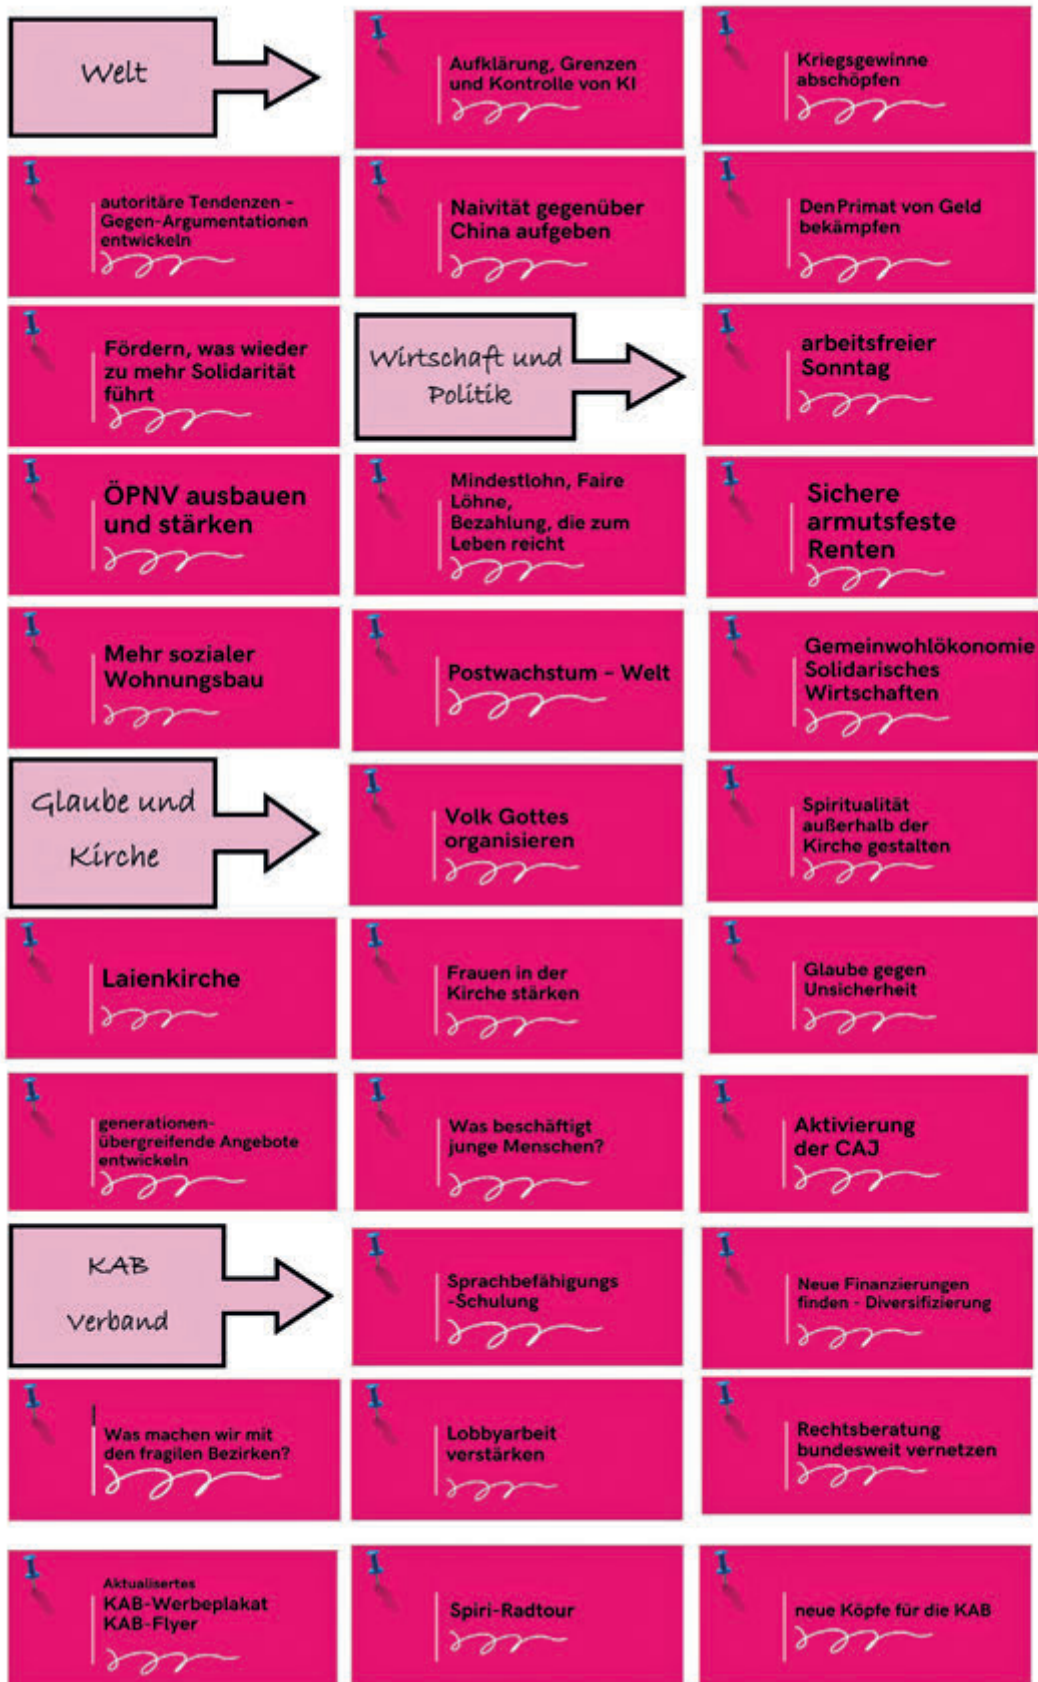 Welt
Aufklärung, Grenzen
und Kontrolle von KI
Kriegsgewinne
abschöpfen
autoritäre Tendenzen –
Gegen-Argumentationen
entwickeln
Naivität gegenüber
China aufgeben
Den Primat von Geld
bekämpfen
Fördern, was wieder
zu mehr Solidarität
führt
Wirtschaft und
Politik
arbeitsfreier
Sonntag
ÖPNV ausbauen
und stärken
Mindestlohn, Faire
Löhne,
Bezahlung, die zum
Leben reicht
Sichere
armutsfeste
Renten
Mehr sozialer
Wohnungsbau
Postwachstum – Welt
Gemeinwohlökonomie
Solidarisches
Wirtschaften
Glaube und
Kirche
Volk Gottes
organisieren
Spiritualität
außerhalb der
Kirche gestalten
Laienkirche
Frauen in der
Kirche stärken
Glaube gegen
Unsicherheit
generationen-
übergreifende Angebote
entwickeln
Was beschäftigt
junge Menschen?
Aktivierung
der CAJ
KAB
Verband
Sprachbefähigungs
-Schulung
Neue Finanzierungen
finden - Diversifizierung
Was machen wir mit
den fragilen Bezirken?
Lobbyarbeit
verstärken
Rechtsberatung
bundesweit vernetzen
Aktualisertes
KAB-Werbeplakat
KAB-Flyer
Spiri-Radtour
neue Köpfe für die KAB